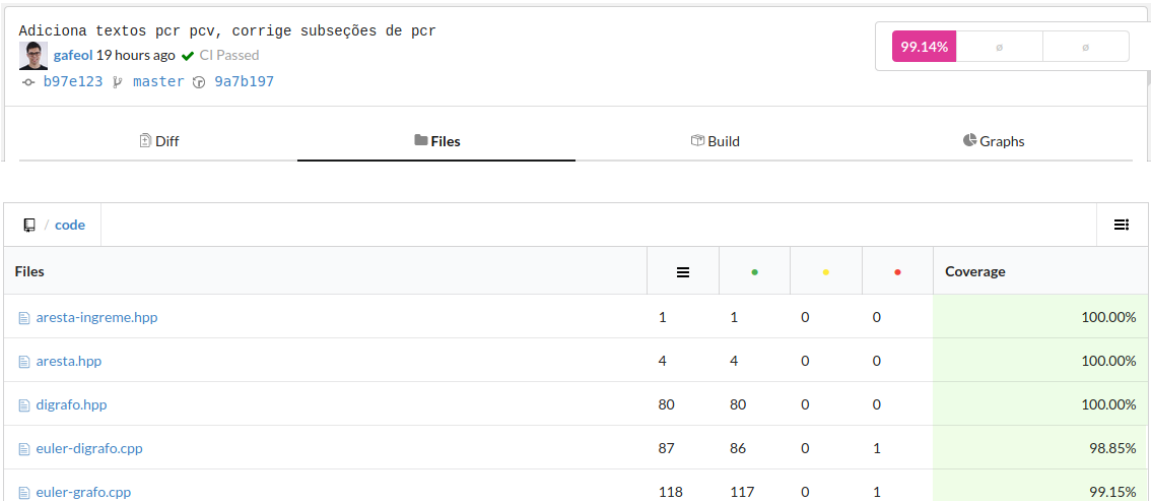 Adiciona textos pcr pcv, corrige subseções de pcr
gafeol 19 hours ago ✔ CI Passed
b97e123 master 9a7b197
99.14% ø ø
Diff Files Build Graphs
/ code
Files Coverage
aresta-ingreme.hpp 1 1 0 0 100.00%
aresta.hpp 4 4 0 0 100.00%
digrafo.hpp 80 80 0 0 100.00%
euler-digrafo.cpp 87 86 0 1 98.85%
euler-grafo.cpp 118 117 0 1 99.15%